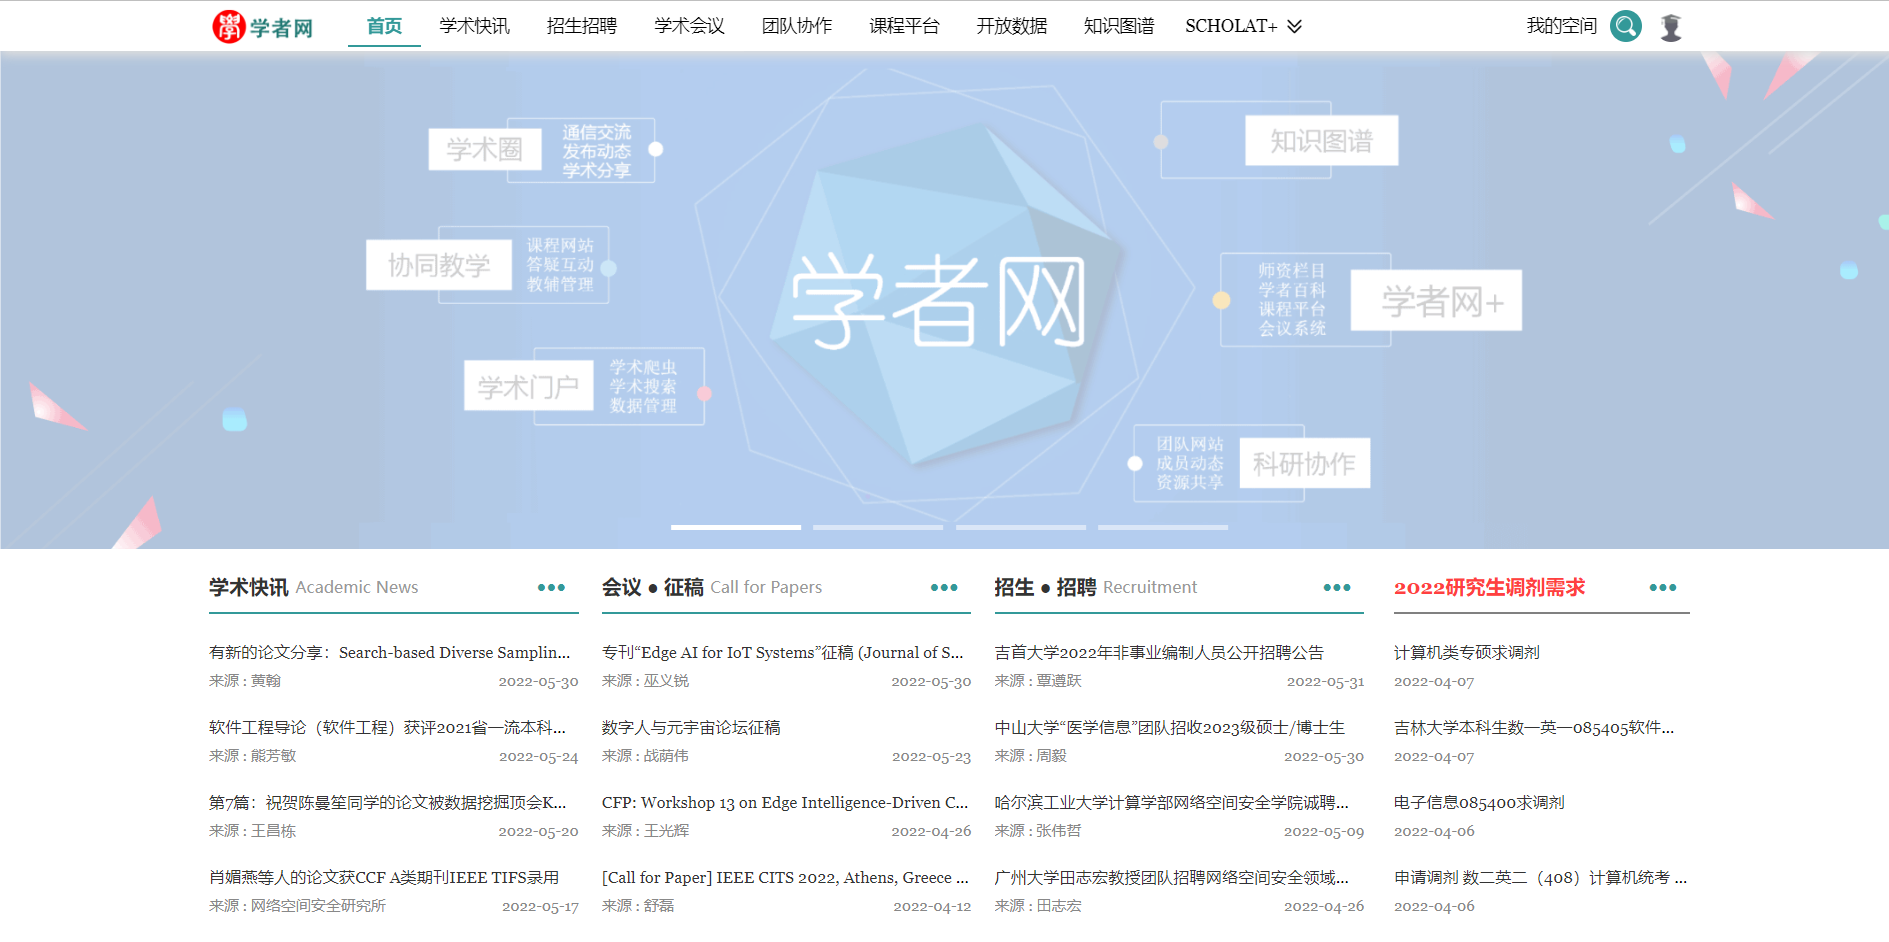 學 学者网
首页
学术快讯
招生招聘
学术会议
团队协作
课程平台
开放数据
知识图谱
SCHOLAT+
我的空间
学术圈
通信交流
发布动态
学术分享
协同教学
课程网站
答疑互动
教辅管理
学术门户
学术爬虫
学术搜索
数据管理
学者网
知识图谱
师资栏目
学者百科
课程平台
会议系统
学者网+
团队网站
成员动态
资源共享
科研协作
学术快讯 Academic News
有新的论文分享：Search-based Diverse Samplin...
来源 : 黄翰 2022-05-30
软件工程导论（软件工程）获评2021省一流本科...
来源 : 熊芳敏 2022-05-24
第7篇：祝贺陈曼笙同学的论文被数据挖掘顶会K...
来源 : 王昌栋 2022-05-20
肖媚燕等人的论文获CCF A类期刊IEEE TIFS录用
来源 : 网络空间安全研究所 2022-05-17
会议 ● 征稿 Call for Papers
专刊“Edge AI for IoT Systems”征稿 (Journal of S...
来源 : 巫义锐 2022-05-30
数字人与元宇宙论坛征稿
来源 : 战荫伟 2022-05-23
CFP: Workshop 13 on Edge Intelligence-Driven C...
来源 : 王光辉 2022-04-26
[Call for Paper] IEEE CITS 2022, Athens, Greece ...
来源 : 舒磊 2022-04-12
招生 ● 招聘 Recruitment
吉首大学2022年非事业编制人员公开招聘公告
来源 : 覃遵跃 2022-05-31
中山大学“医学信息”团队招收2023级硕士/博士生
来源 : 周毅 2022-05-30
哈尔滨工业大学计算学部网络空间安全学院诚聘...
来源 : 张伟哲 2022-05-09
广州大学田志宏教授团队招聘网络空间安全领域...
来源 : 田志宏 2022-04-26
2022研究生调剂需求
计算机类专硕求调剂
2022-04-07
吉林大学本科生数一英一085405软件...
2022-04-07
电子信息085400求调剂
2022-04-06
申请调剂 数二英二（408）计算机统考 ...
2022-04-06